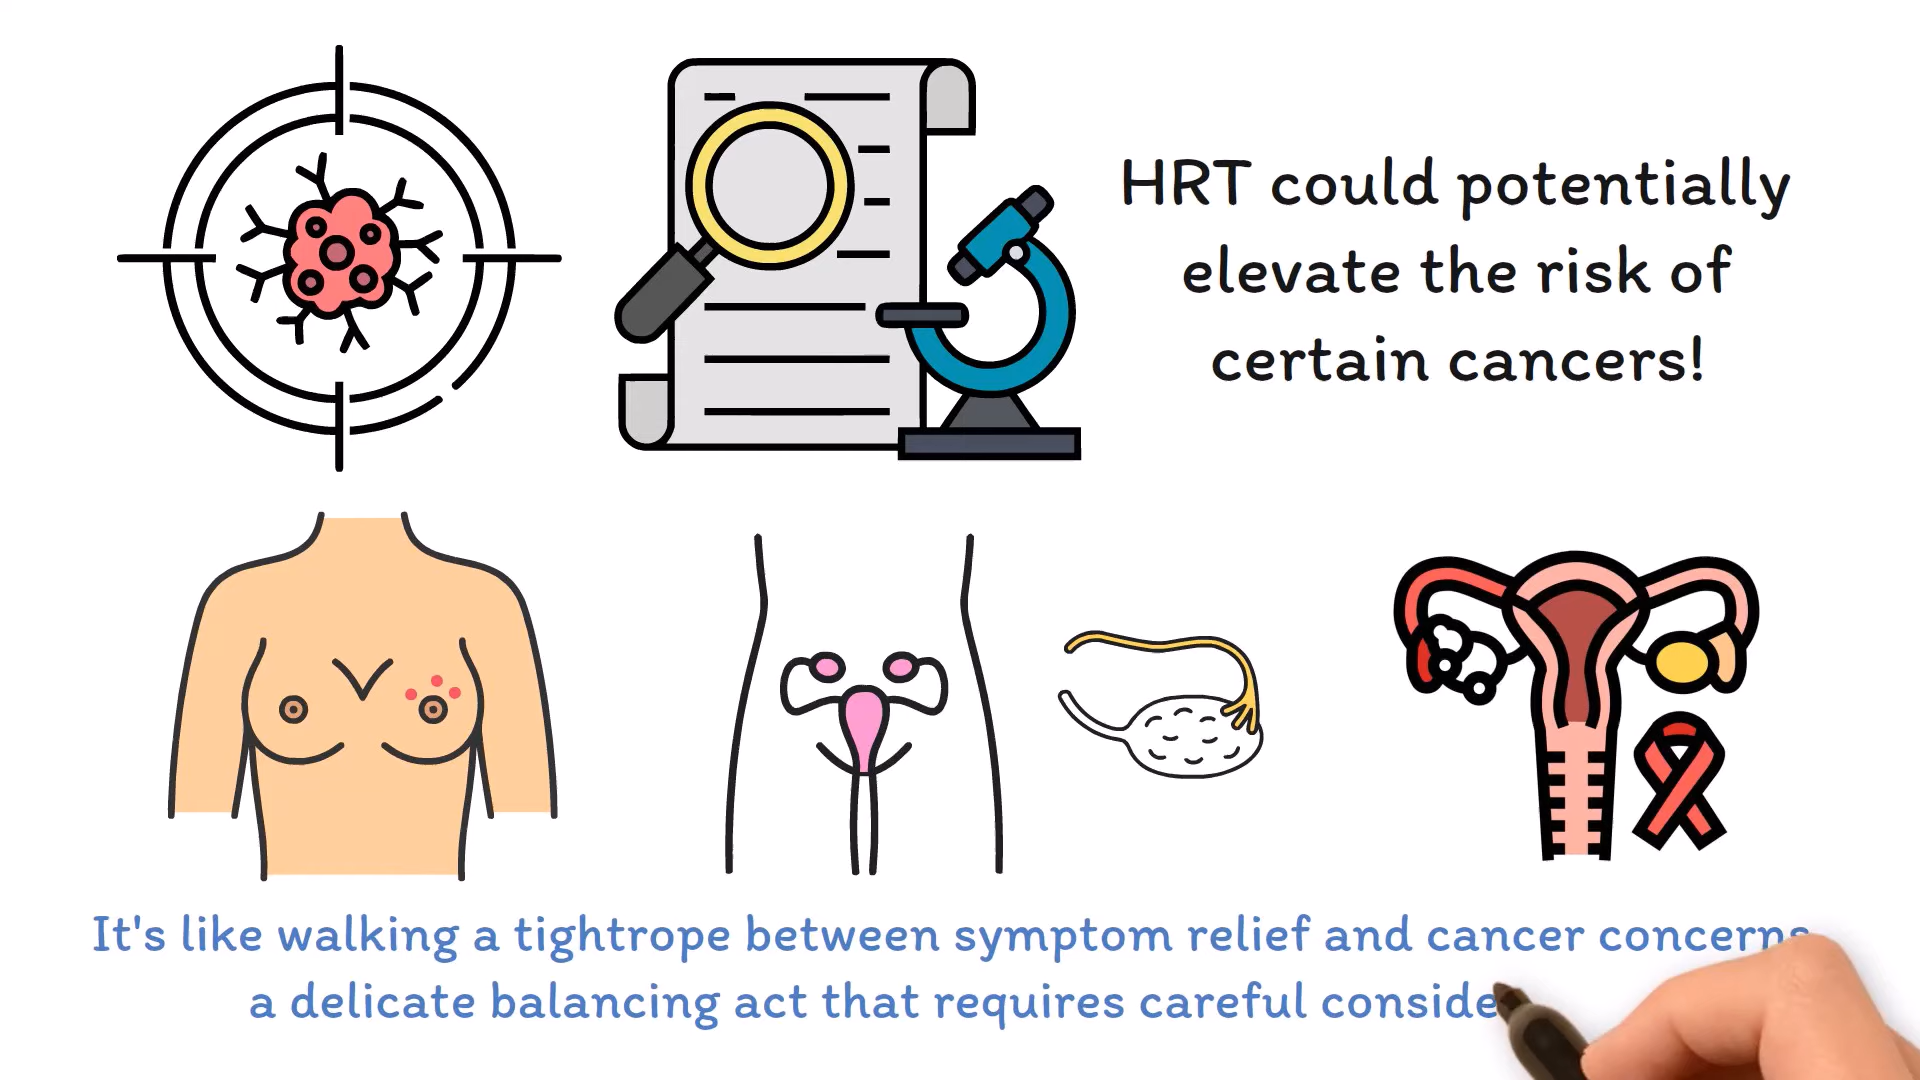 HRT could potentially
elevate the risk of
certain cancers!
It's like walking a tightrope between symptom relief and cancer concerns
a delicate balancing act that requires careful conside